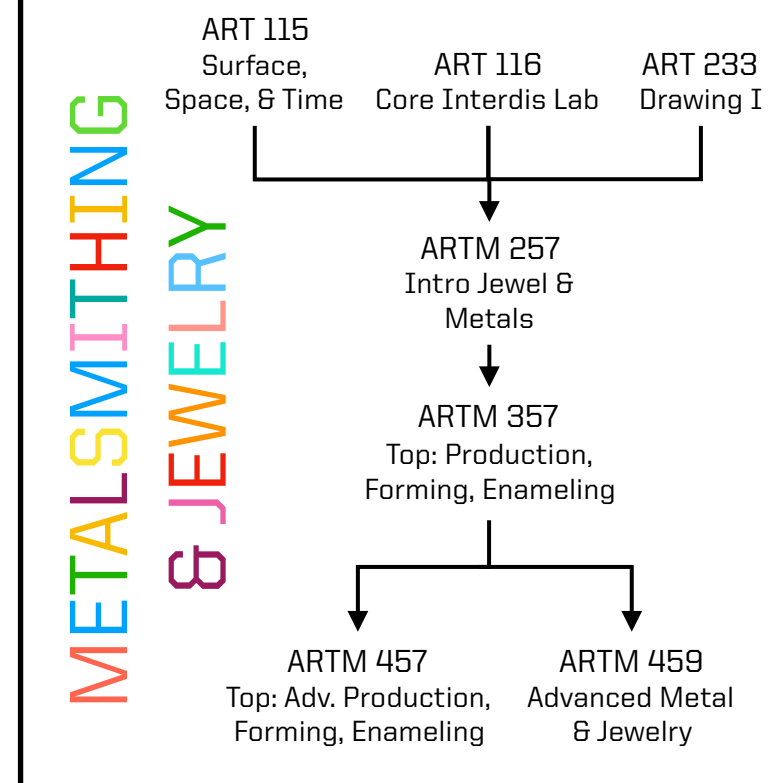 METALSMITHING
& JEWELRY
ART 115
Surface,
Space, & Time
ART 116
Core Interdis Lab
ART 233
Drawing I
ARTM 257
Intro Jewel &
Metals
ARTM 357
Top: Production,
Forming, Enameling
ARTM 457
Top: Adv. Production,
Forming, Enameling
ARTM 459
Advanced Metal
& Jewelry